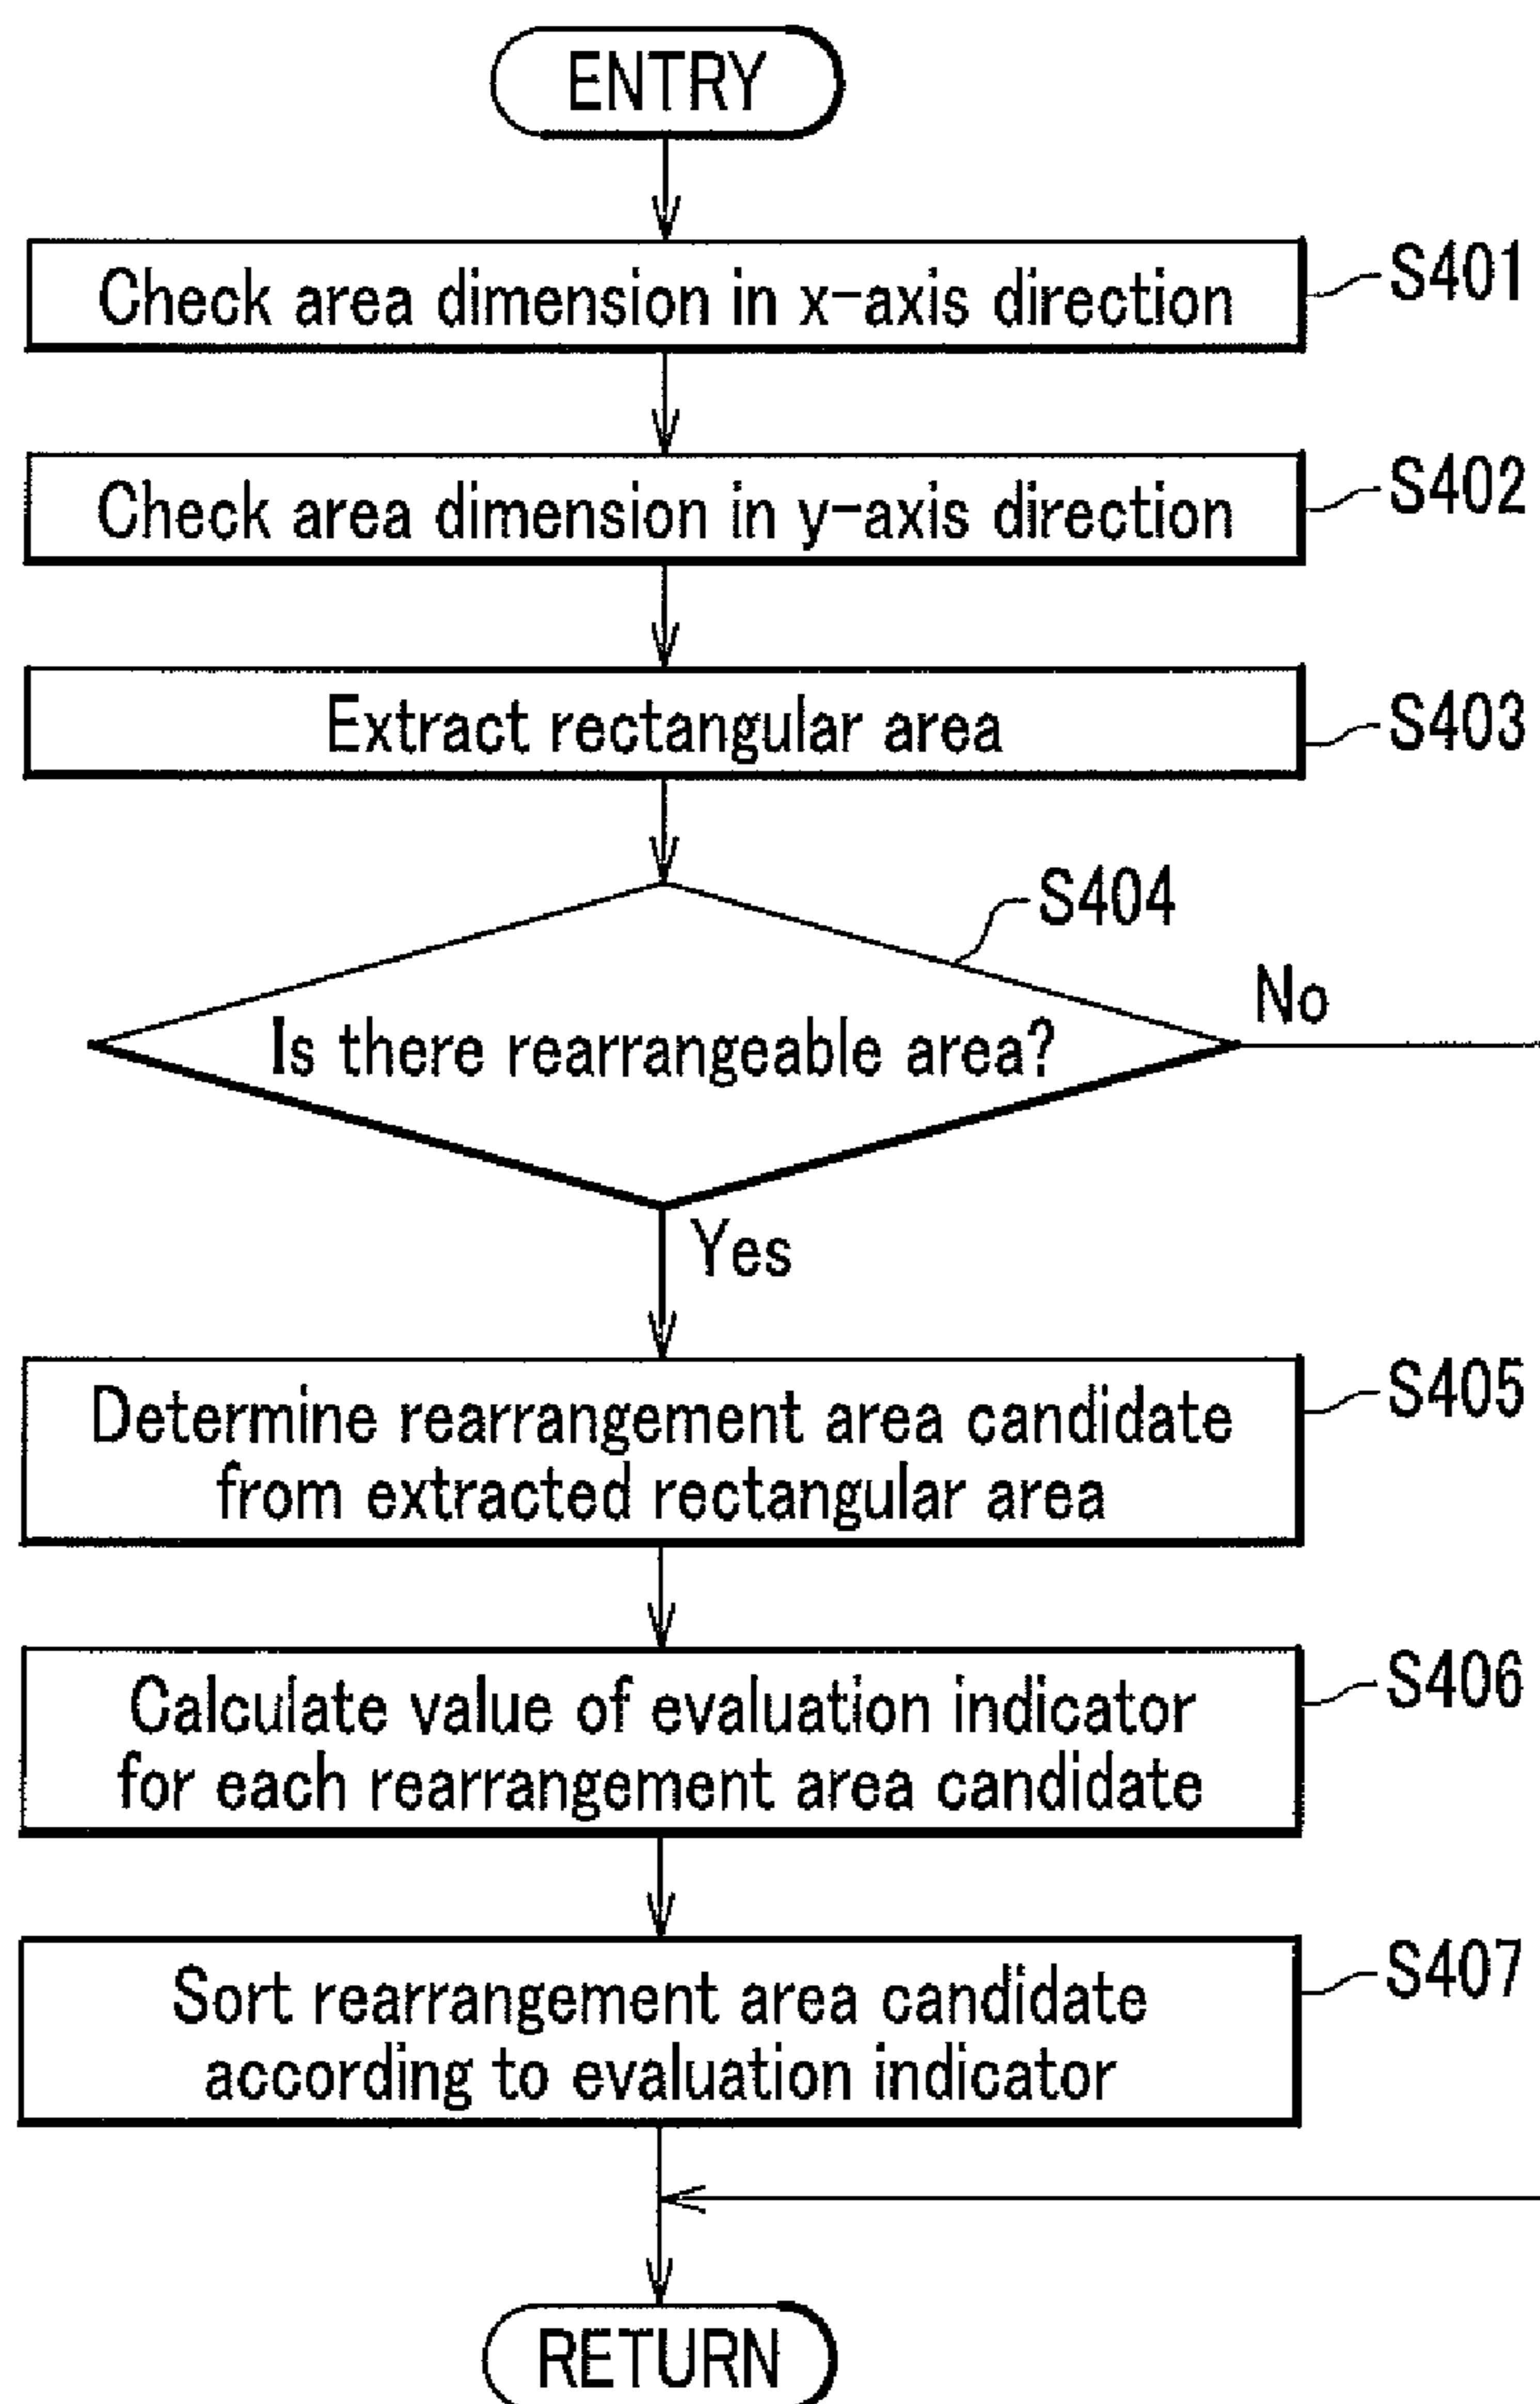 ENTRY
Check area dimension in x-axis direction
S401
Check area dimension in y-axis direction
S402
Extract rectangular area
S403
S404
Is there rearrangeable area?
No
Yes
Determine rearrangement area candidate
from extracted rectangular area
S405
Calculate value of evaluation indicator
for each rearrangement area candidate
S406
Sort rearrangement area candidate
according to evaluation indicator
S407
RETURN